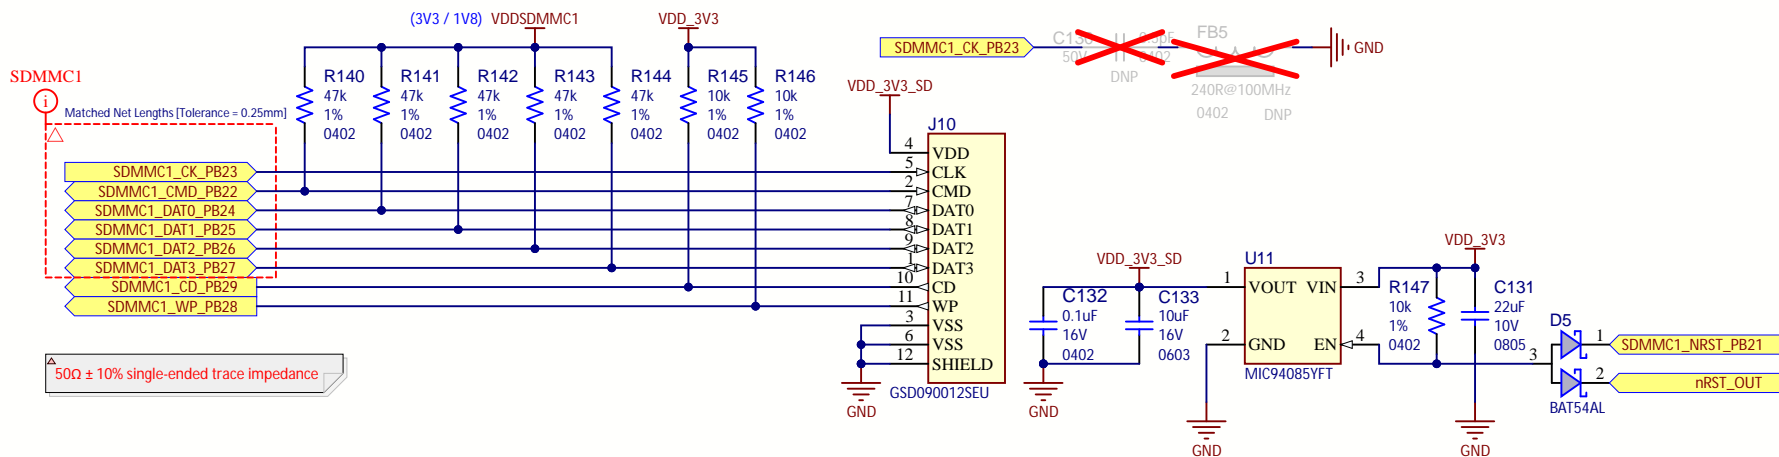 (3V3 / 1V8) VDDSDMMC1
VDD_3V3
SDMMC1
i
Matched Net Lengths [Tolerance = 0.25mm]
R140
47k
1%
0402
R141
47k
1%
0402
R142
47k
1%
0402
R143
47k
1%
0402
R144
47k
1%
0402
R145
10k
1%
0402
R146
10k
1%
0402
SDMMC1_CK_PB23
SDMMC1_CMD_PB22
SDMMC1_DAT0_PB24
SDMMC1_DAT1_PB25
SDMMC1_DAT2_PB26
SDMMC1_DAT3_PB27
SDMMC1_CD_PB29
SDMMC1_WP_PB28
50Ω ± 10% single-ended trace impedance
SDMMC1_CK_PB23
50V
0402
DNP
FB5
240R@100MHz
0402 DNP
GND
VDD_3V3_SD
J10
4 VDD
5 CLK
2 CMD
7 DAT0
8 DAT1
9 DAT2
1 DAT3
10 CD
11 WP
3 VSS
6 VSS
12 SHIELD
GSD090012SEU
GND
VDD_3V3_SD
C132
0.1uF
16V
0402
C133
10uF
16V
0603
GND
U11
1 VOUT VIN 3
2 GND EN 4
MIC94085YFT
GND
VDD_3V3
R147
10k
1%
0402
C131
22uF
10V
0805
GND
D5
3
1
2
BAT54AL
SDMMC1_NRST_PB21
nRST_OUT